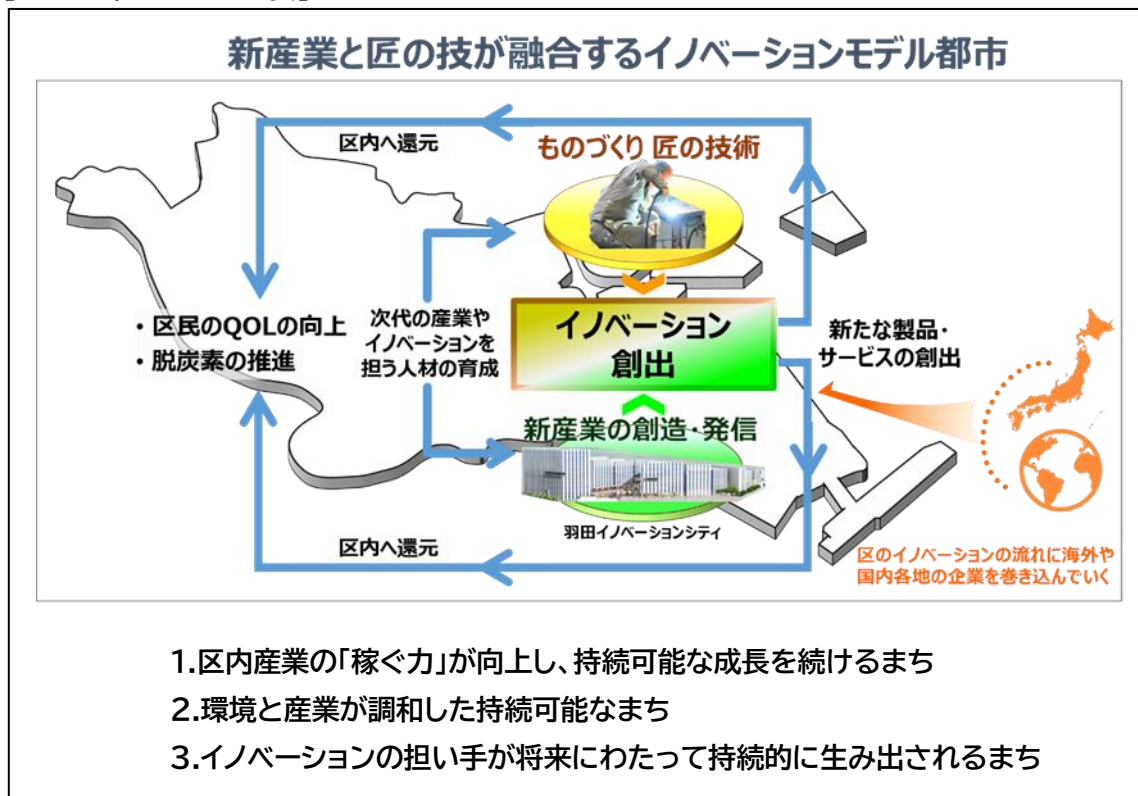 新産業と匠の技が融合するイノベーションモデル都市
区内へ還元
ものづくり 匠の技術
・区民のQOLの向上
・脱炭素の推進
次代の産業や
イノベーションを
担う人材の育成
イノベーション
創出
新たな製品・
サービスの創出
新産業の創造・発信
羽田イノベーションシティ
区内へ還元
区のイノベーションの流れに海外や
国内各地の企業を巻き込んでいく
1.区内産業の「稼ぐ力」が向上し、持続可能な成長を続けるまち
2.環境と産業が調和した持続可能なまち
3.イノベーションの担い手が将来にわたって持続的に生み出されるまち